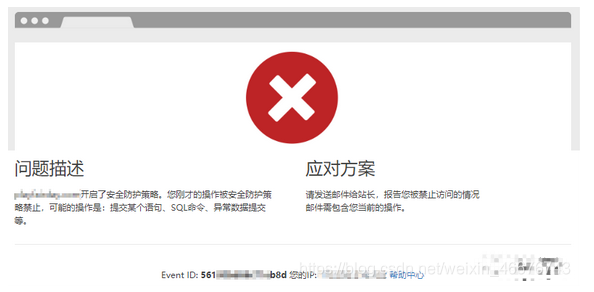 问题描述
开启了安全防护策略。您刚才的操作被安全防护策
略禁止，可能的操作是：提交某个语句、SQL命令、异常数据提交
等。
应对方案
请发送邮件给站长，报告您被禁止访问的情况
邮件需包含您当前的操作。
Event ID: 561 b8d 您的IP: 帮助中心
https://blog.csdn.net/weixin_